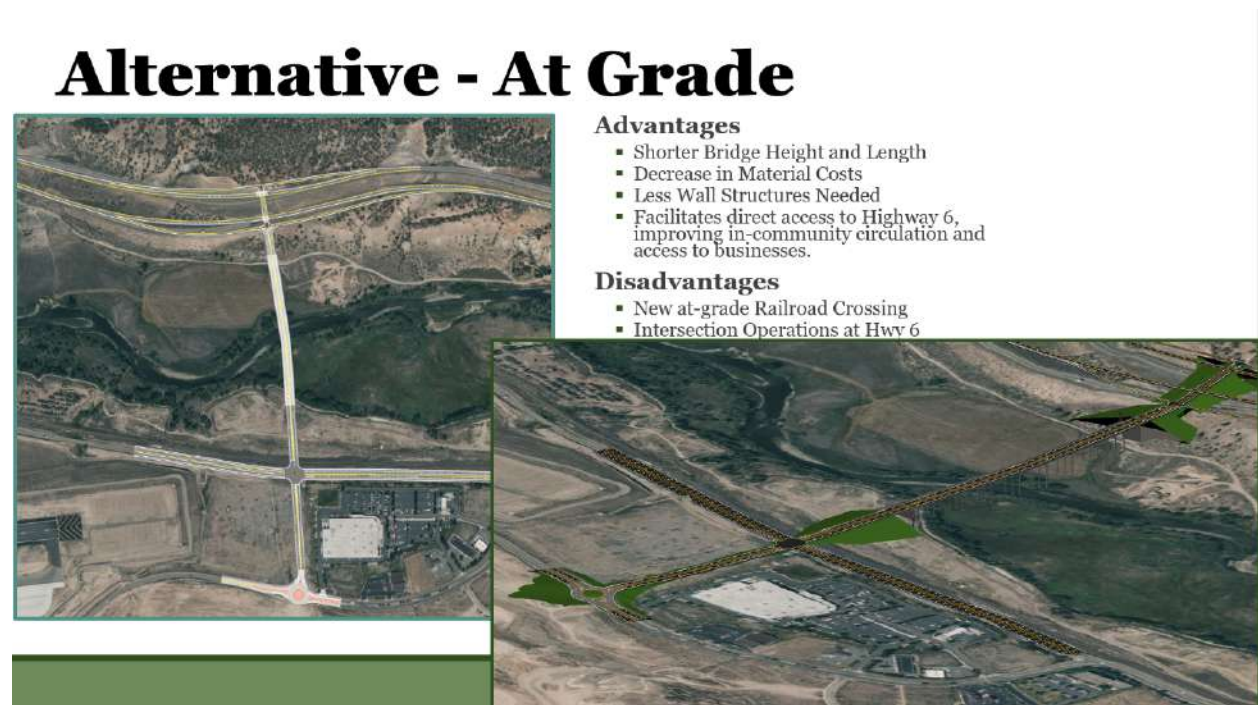 Alternative - At Grade
Advantages
▪ Shorter Bridge Height and Length
▪ Decrease in Material Costs
▪ Less Wall Structures Needed
▪ Facilitates direct access to Highway 6,
improving in-community circulation and
access to businesses.
Disadvantages
▪ New at-grade Railroad Crossing
▪ Intersection Operations at Hwy 6